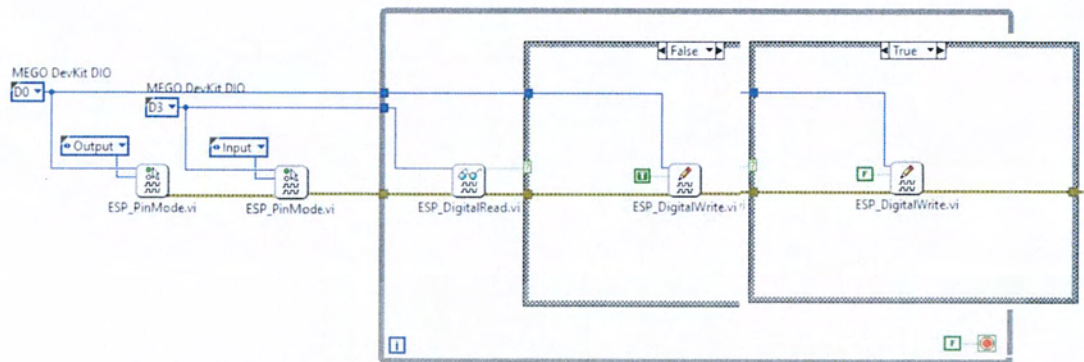 False
True
MEGO DevKit DIO
D0
MEGO DevKit DIO
D3
Output
Input
T
F
ESP_PinMode.vi
ESP_PinMode.vi
ESP_DigitalRead.vi
ESP_DigitalWrite.vi
ESP_DigitalWrite.vi
i
F